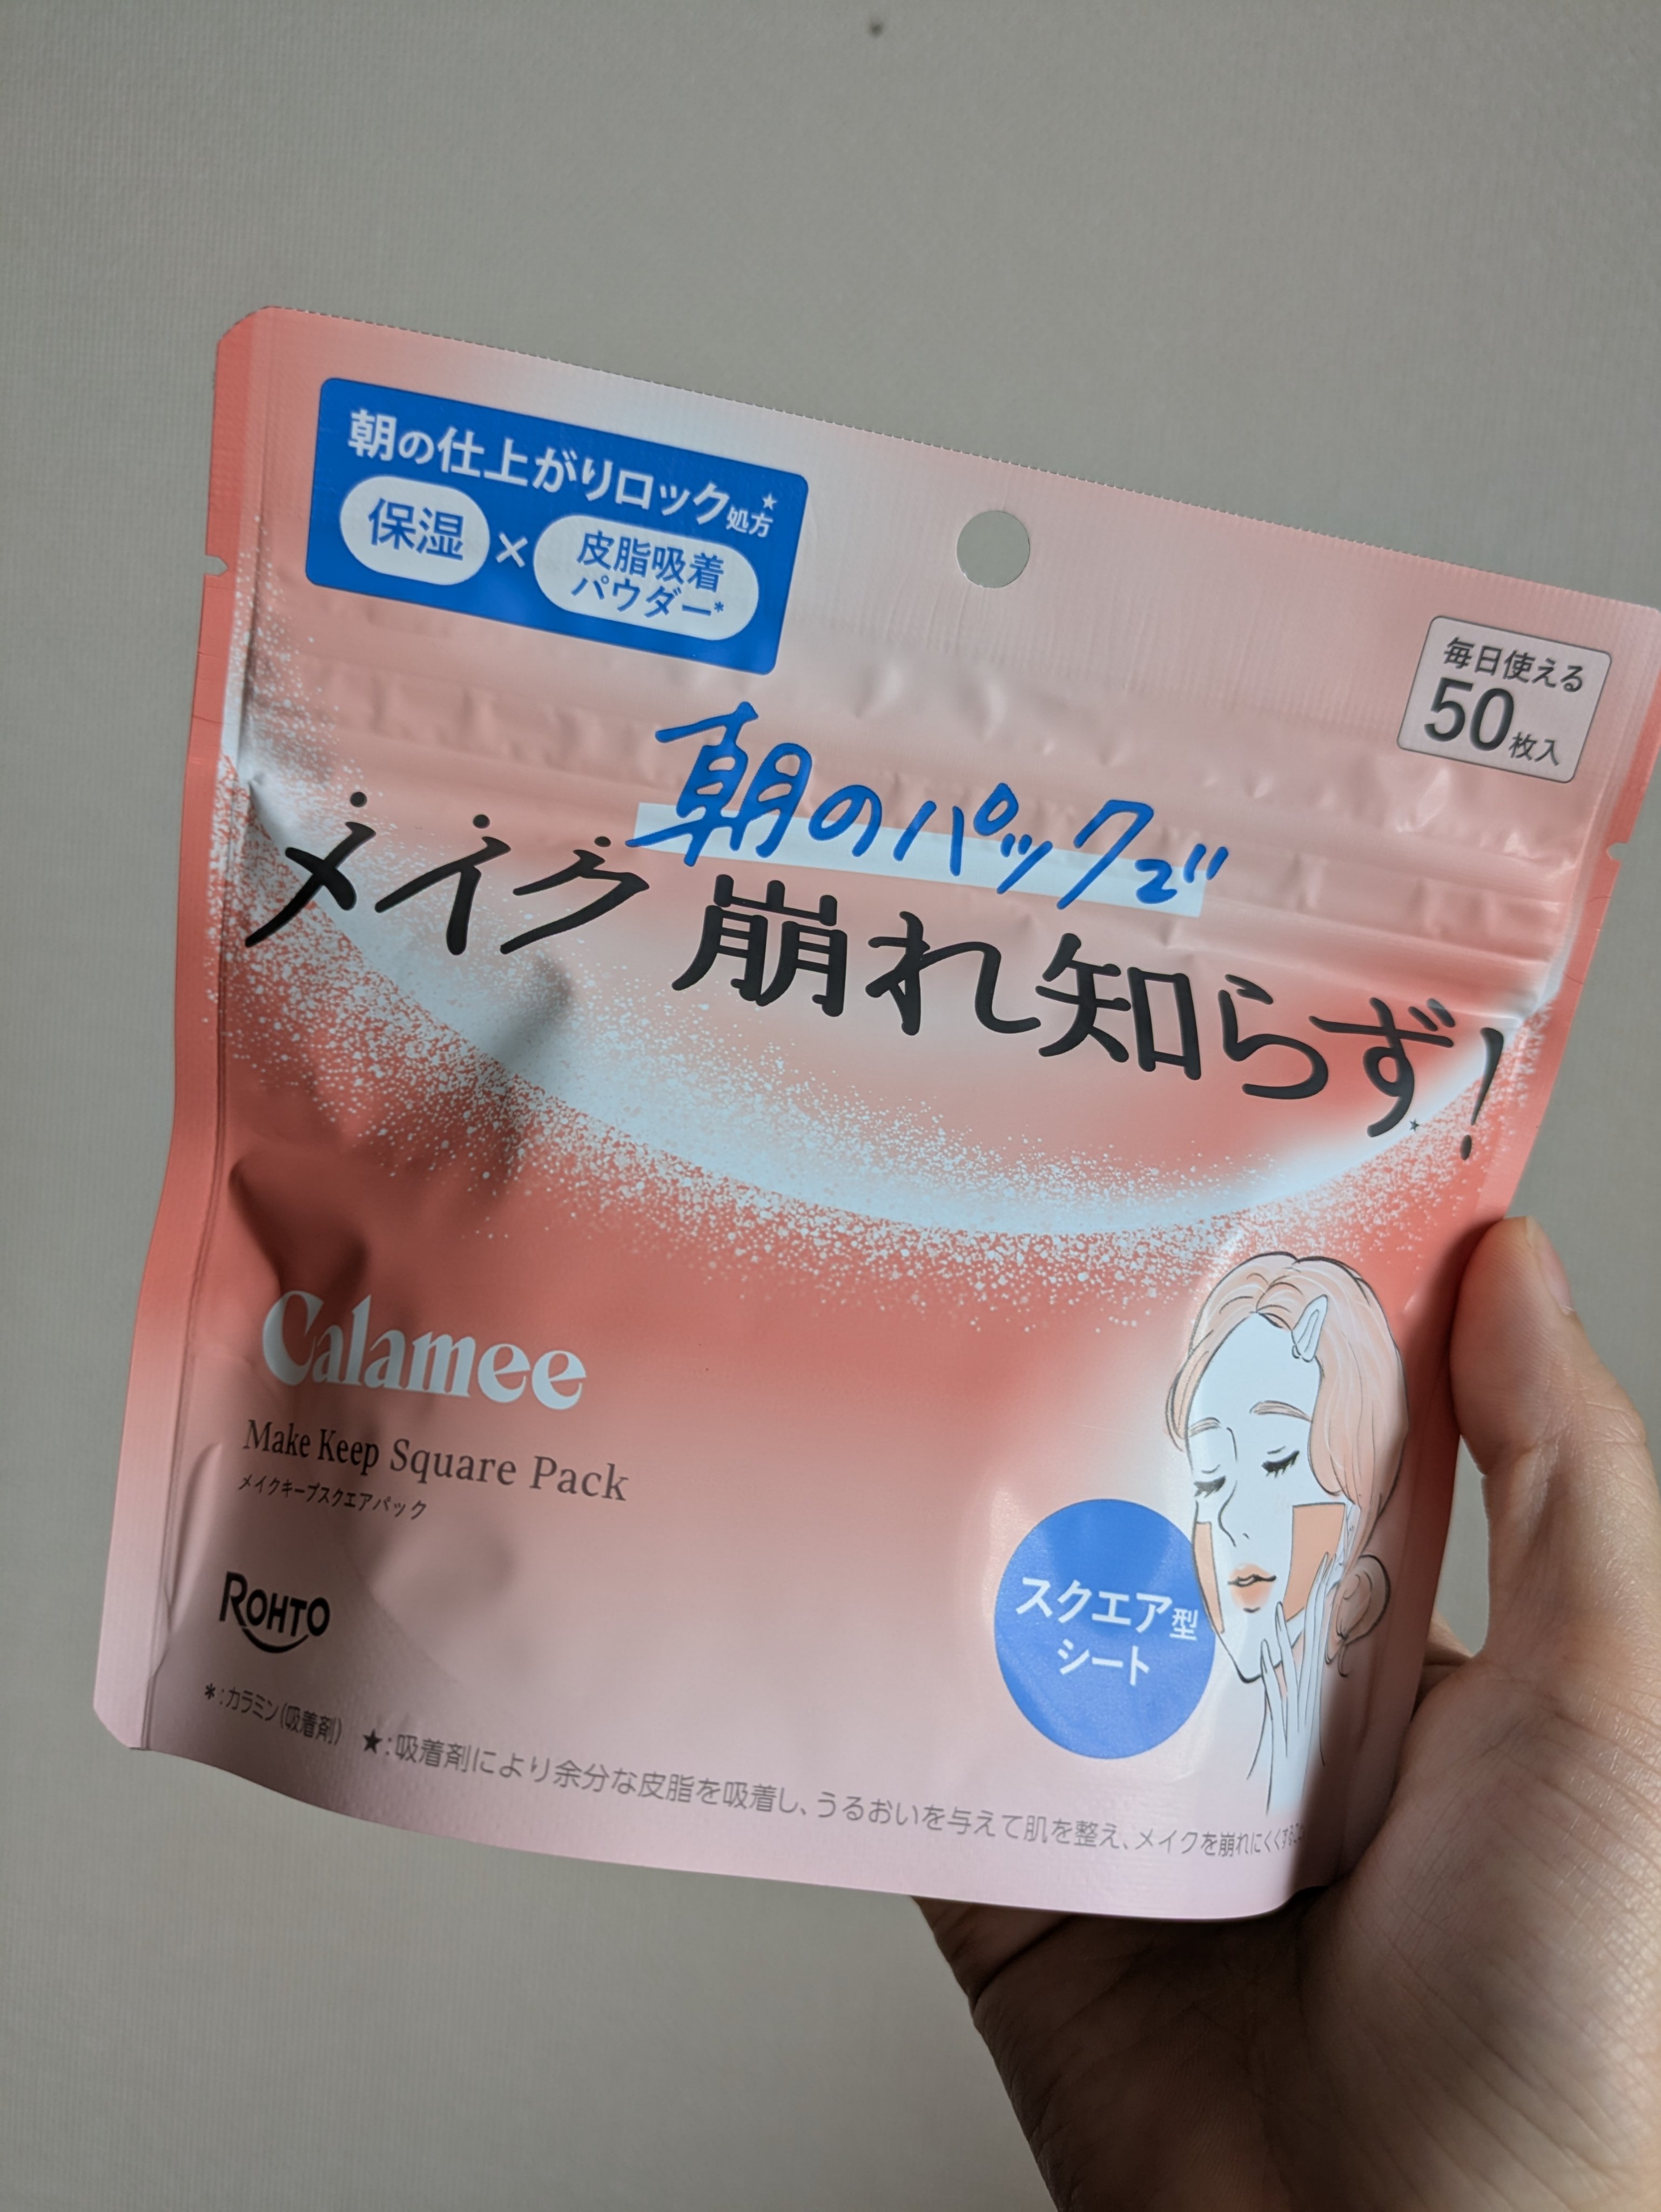 朝の仕上がりロック処方★
保湿×皮脂吸着
パウダー*
毎日使える
50枚入
朝のパックで
メイク崩れ知らず!
★
Calamee
Make Keep Square Pack
メイクキープスクエアパック
スクエア型
シート
ROHTO
*:カラミン(吸着剤) ★:吸着剤により余分な皮脂を吸着し、うるおいを与えて肌を整え、メイクを崩れにくくする